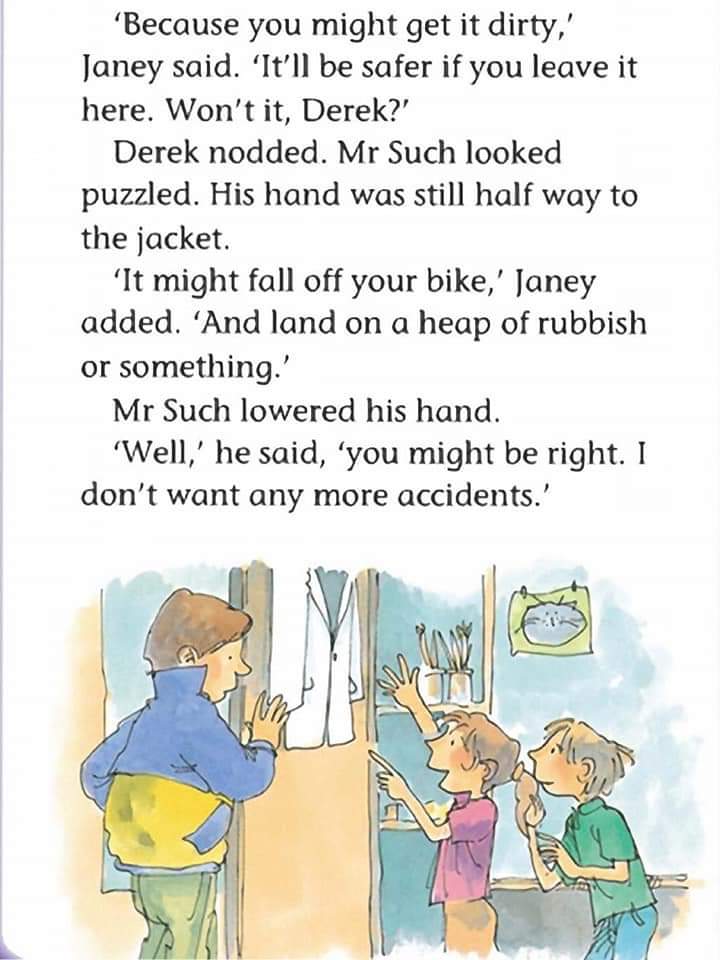 ‘Because you might get it dirty,’
Janey said. ‘It’ll be safer if you leave it
here. Won’t it, Derek?’
Derek nodded. Mr Such looked
puzzled. His hand was still half way to
the jacket.
‘It might fall off your bike,’ Janey
added. ‘And land on a heap of rubbish
or something.’
Mr Such lowered his hand.
‘Well,’ he said, ‘you might be right. I
don’t want any more accidents.’